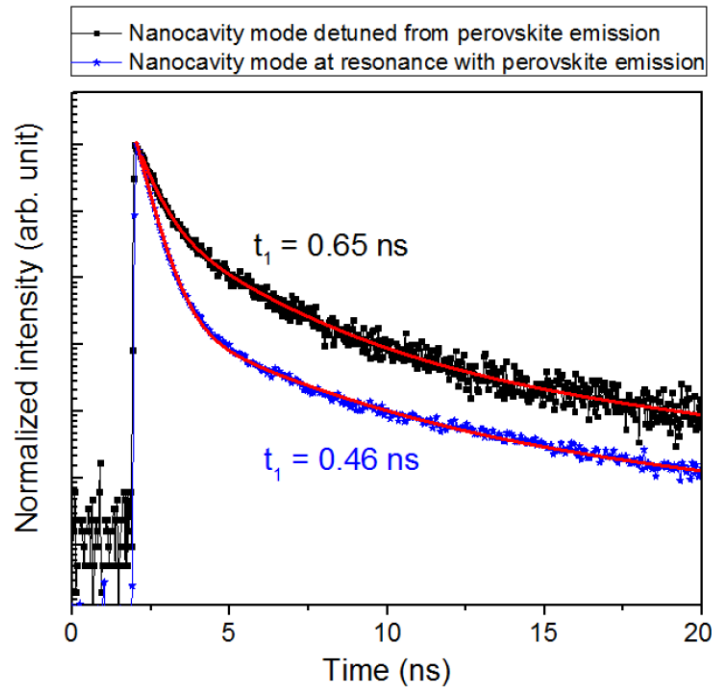 Nanocavity mode detuned from perovskite emission
Nanocavity mode at resonance with perovskite emission
Normalized intensity (arb. unit)
t₁ = 0.65 ns
t₁ = 0.46 ns
0 5 10 15 20
Time (ns)